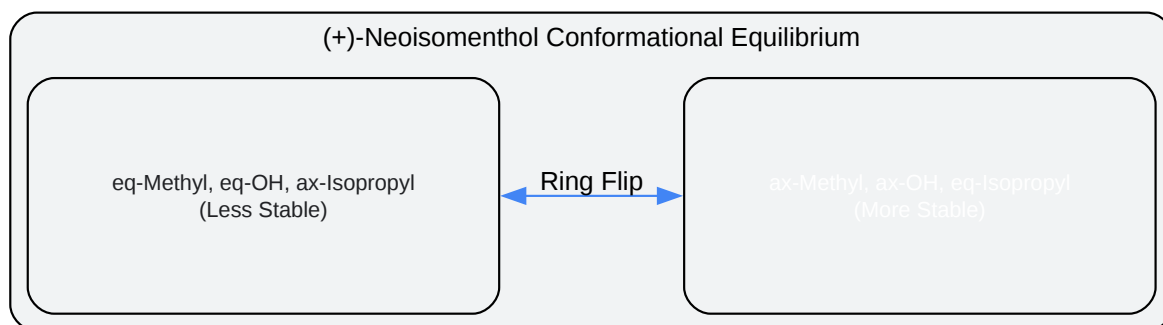 (+)-Neoisomenthol Conformational Equilibrium
eq-Methyl, eq-OH, ax-Isopropyl
(Less Stable)
Ring Flip
ax-Methyl, ax-OH, eq-Isopropyl
(More Stable)